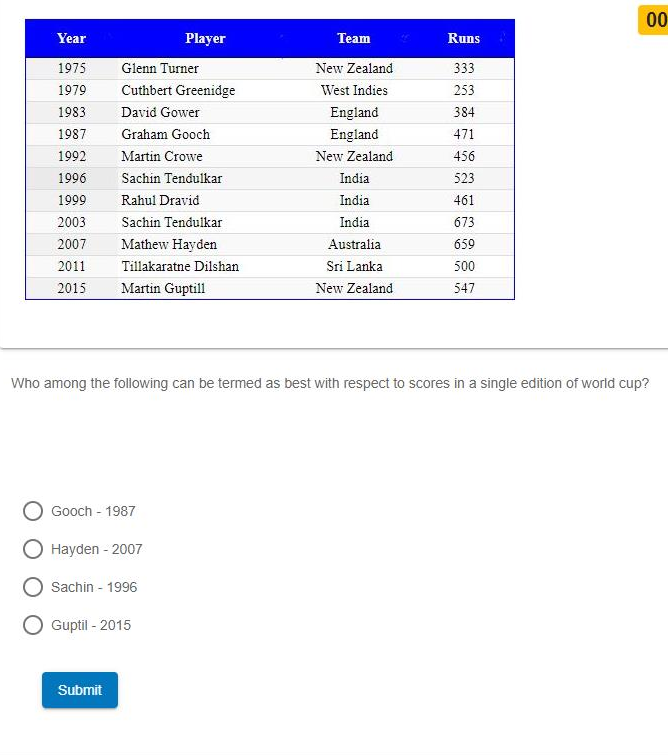 00
Year Player Team Runs
1975 Glenn Turner New Zealand 333
1979 Cuthbert Greenidge West Indies 253
1983 David Gower England 384
1987 Graham Gooch England 471
1992 Martin Crowe New Zealand 456
1996 Sachin Tendulkar India 523
1999 Rahul Dravid India 461
2003 Sachin Tendulkar India 673
2007 Mathew Hayden Australia 659
2011 Tillakaratne Dilshan Sri Lanka 500
2015 Martin Guptill New Zealand 547
Who among the following can be termed as best with respect to scores in a single edition of world cup?
Gooch - 1987
Hayden - 2007
Sachin - 1996
Guptil - 2015
Submit